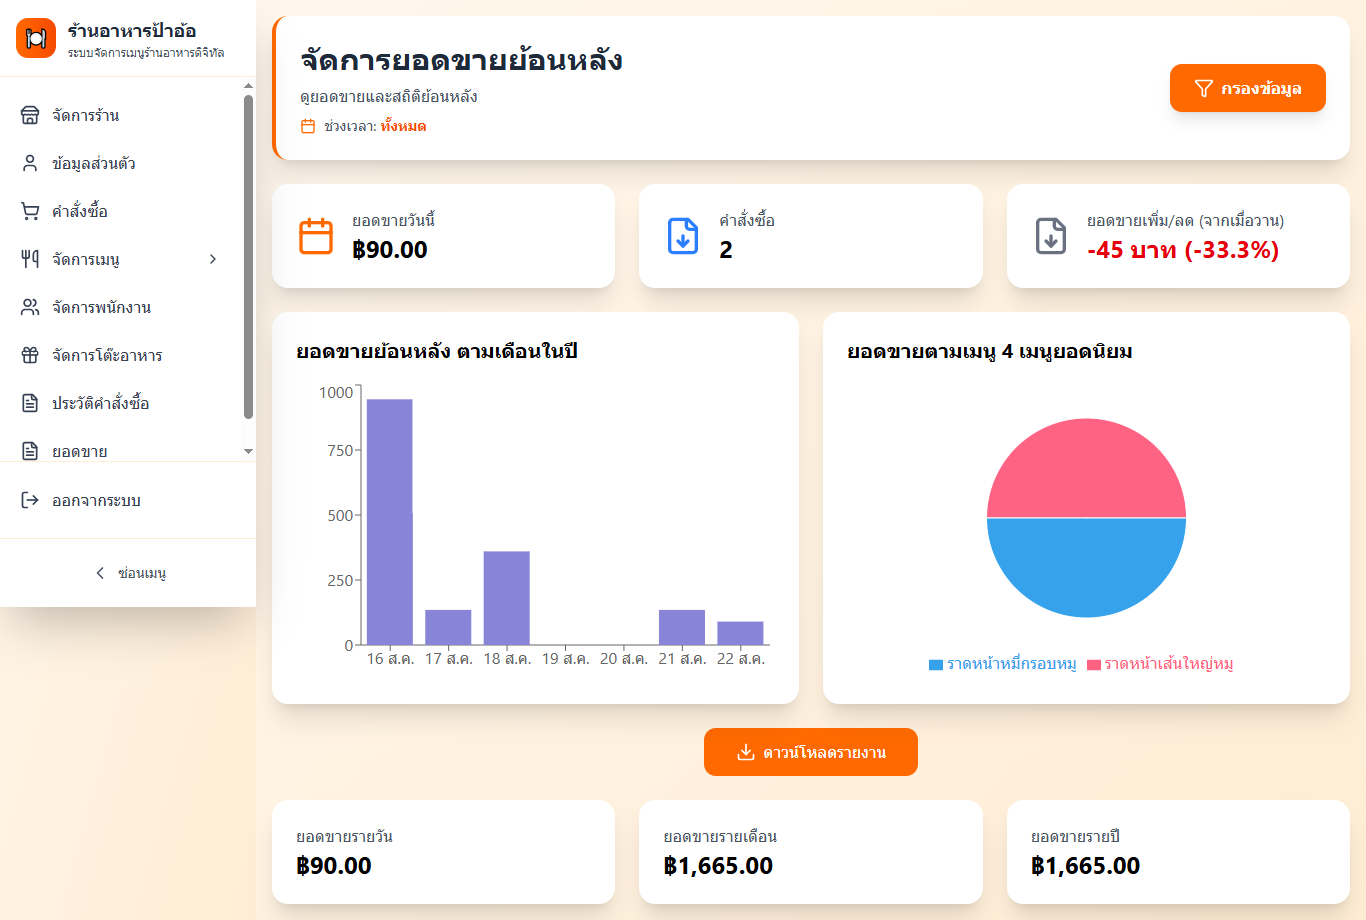 ร้านอาหารป้าอ้อ
ระบบจัดการเมนูร้านอาหารดิจิทัล
จัดการร้าน
ข้อมูลส่วนตัว
คำสั่งซื้อ
จัดการเมนู
จัดการพนักงาน
จัดการโต๊ะอาหาร
ประวัติคำสั่งซื้อ
ยอดขาย
ออกจากระบบ
ซ่อนเมนู
จัดการยอดขายย้อนหลัง
ดูยอดขายและสถิติย้อนหลัง
ช่วงเวลา: ทั้งหมด
กรองข้อมูล
ยอดขายวันนี้
฿90.00
คำสั่งซื้อ
2
ยอดขายเพิ่ม/ลด (จากเมื่อวาน)
-45 บาท (-33.3%)
ยอดขายย้อนหลัง ตามเดือนในปี
1000
750
500
250
0
16 ส.ค. 17 ส.ค. 18 ส.ค. 19 ส.ค. 20 ส.ค. 21 ส.ค. 22 ส.ค.
ยอดขายตามเมนู 4 เมนูยอดนิยม
ราดหน้าหมี่กรอบหมู ราดหน้าเส้นใหญ่หมู
ดาวน์โหลดรายงาน
ยอดขายรายวัน
฿90.00
ยอดขายรายเดือน
฿1,665.00
ยอดขายรายปี
฿1,665.00